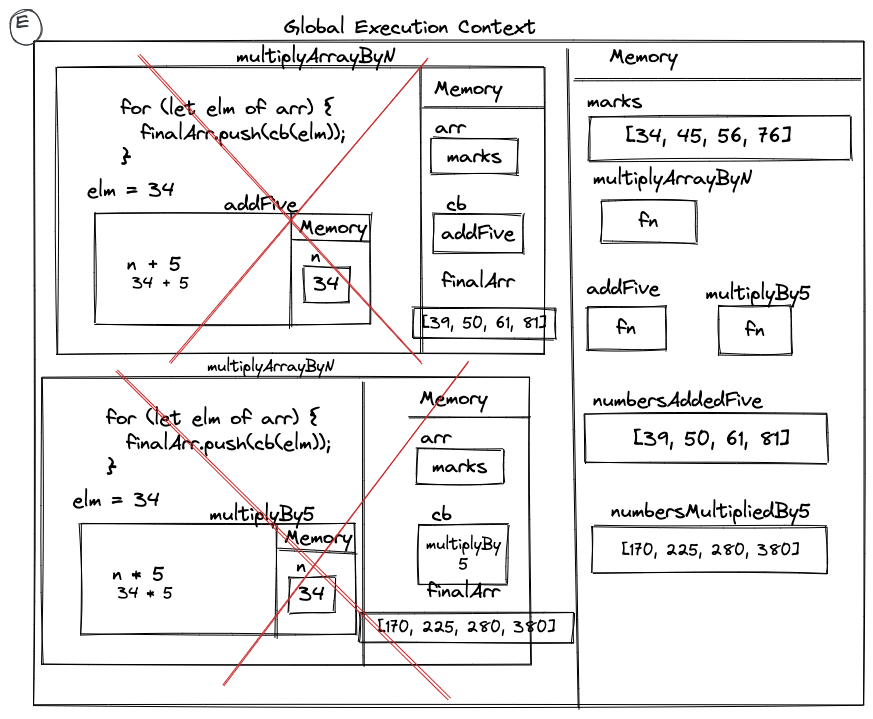 E
Global Execution Context
multiplyArrayByN
for (let elm of arr) {
finalArr.push(cb(elm));
}
elm = 34
addFive
n + 5
34 + 5
Memory
n
34
Memory
arr
marks
cb
addFive
finalArr
[39, 50, 61, 81]
multiplyArrayByN
for (let elm of arr) {
finalArr.push(cb(elm));
}
elm = 34
multiplyBy5
n * 5
34 * 5
Memory
n
34
Memory
arr
marks
cb
multiplyBy
5
finalArr
[170, 225, 280, 380]
Memory
marks
[34, 45, 56, 76]
multiplyArrayByN
fn
addFive
fn
multiplyBy5
fn
numbersAddedFive
[39, 50, 61, 81]
numbersMultipliedBy5
[170, 225, 280, 380]